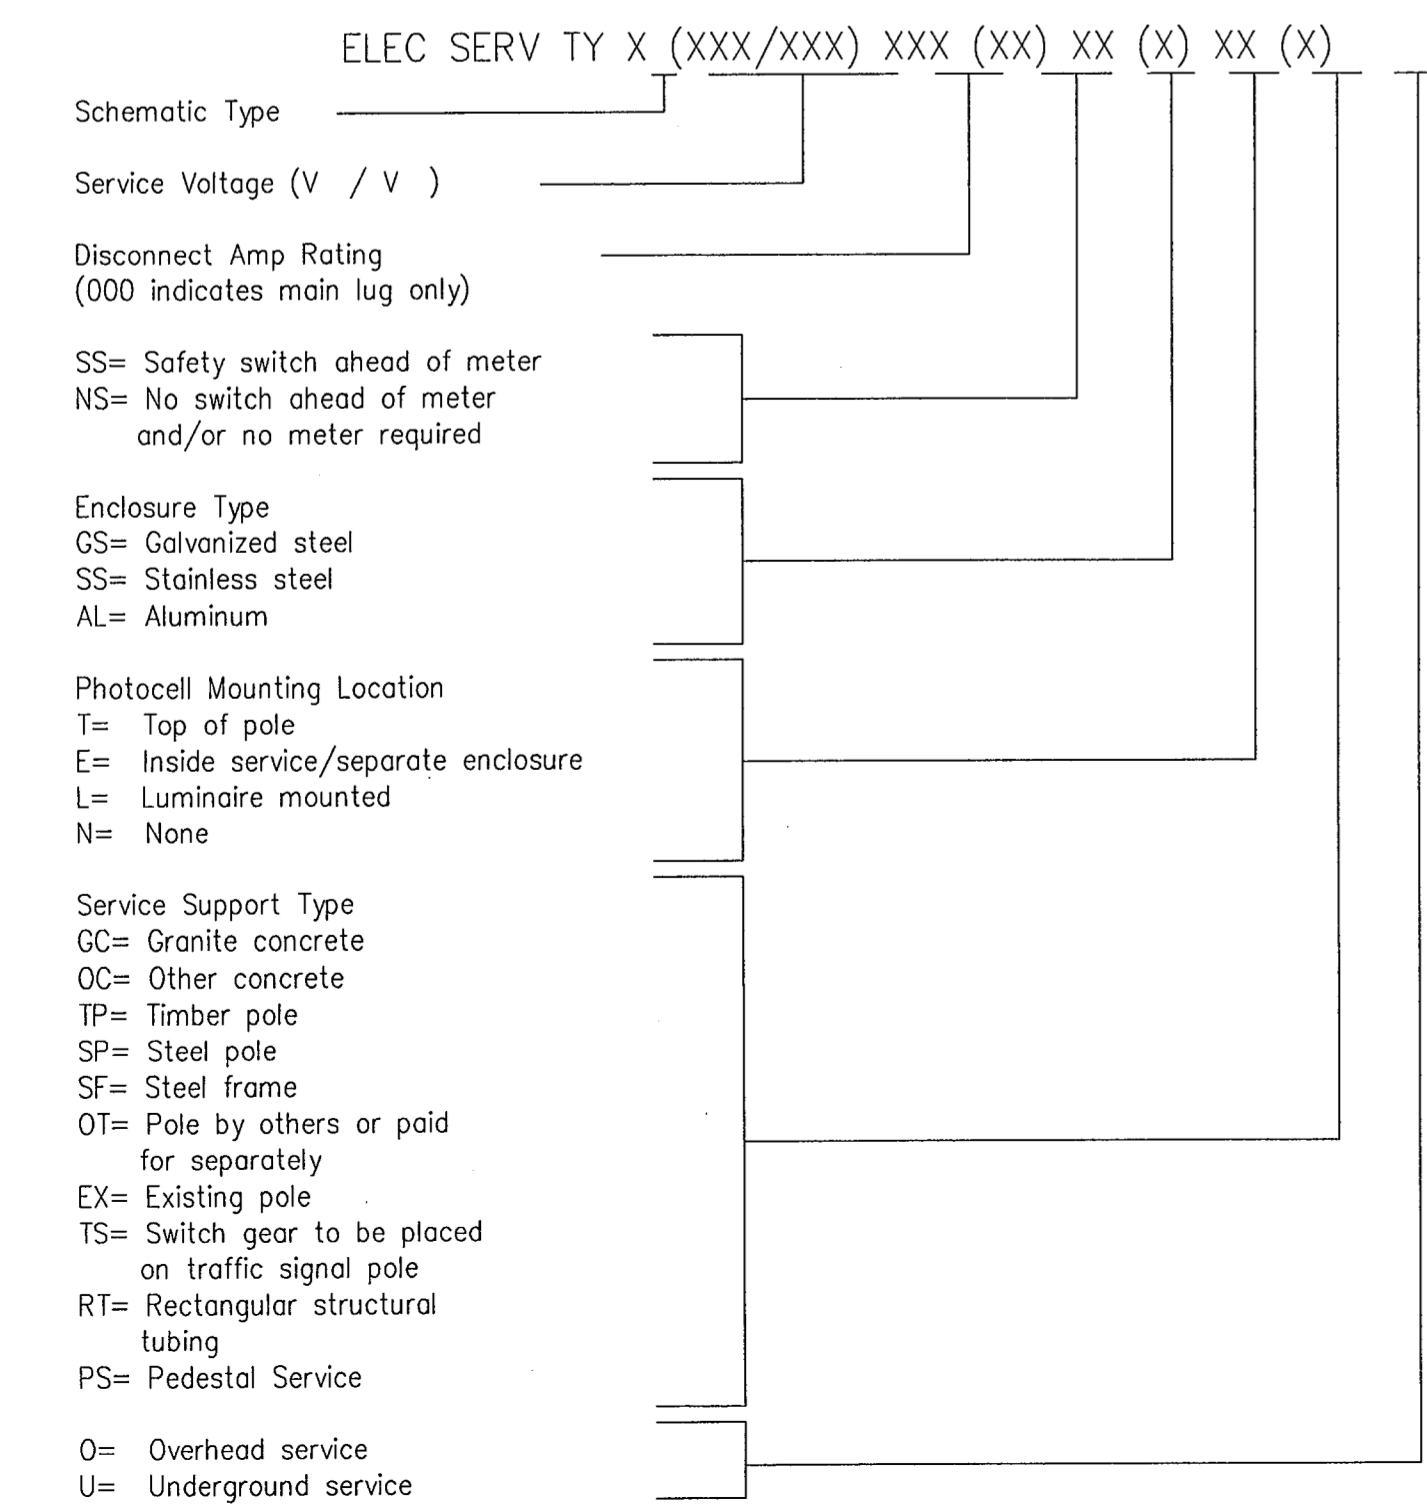 ELEC SERV TY X (XXX/XXX) XXX (XX) XX (X) XX (X)
Schematic Type
Service Voltage (V / V )
Disconnect Amp Rating
(000 indicates main lug only)
SS= Safety switch ahead of meter
NS= No switch ahead of meter
and/or no meter required
Enclosure Type
GS= Galvanized steel
SS= Stainless steel
AL= Aluminum
Photocell Mounting Location
T= Top of pole
E= Inside service/separate enclosure
L= Luminaire mounted
N= None
Service Support Type
GC= Granite concrete
OC= Other concrete
TP= Timber pole
SP= Steel pole
SF= Steel frame
OT= Pole by others or paid
for separately
EX= Existing pole
TS= Switch gear to be placed
on traffic signal pole
RT= Rectangular structural
tubing
PS= Pedestal Service
O= Overhead service
U= Underground service